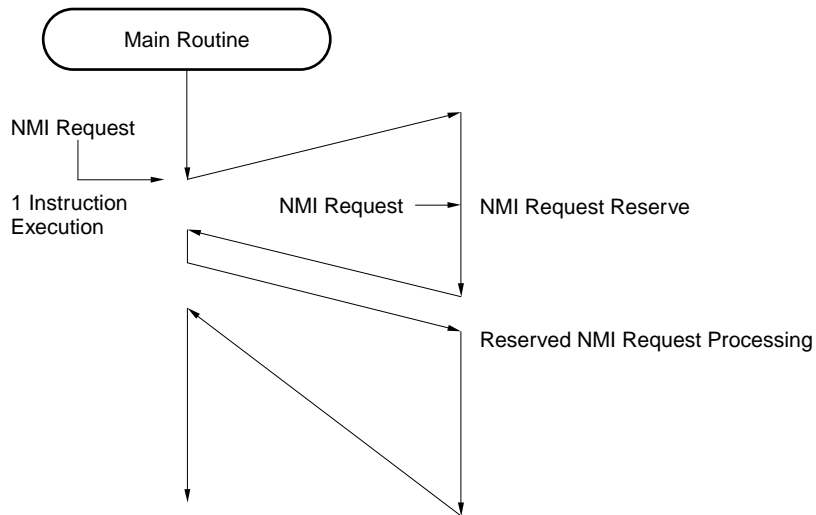 Main Routine
NMI Request
1 Instruction
Execution
NMI Request
NMI Request Reserve
Reserved NMI Request Processing